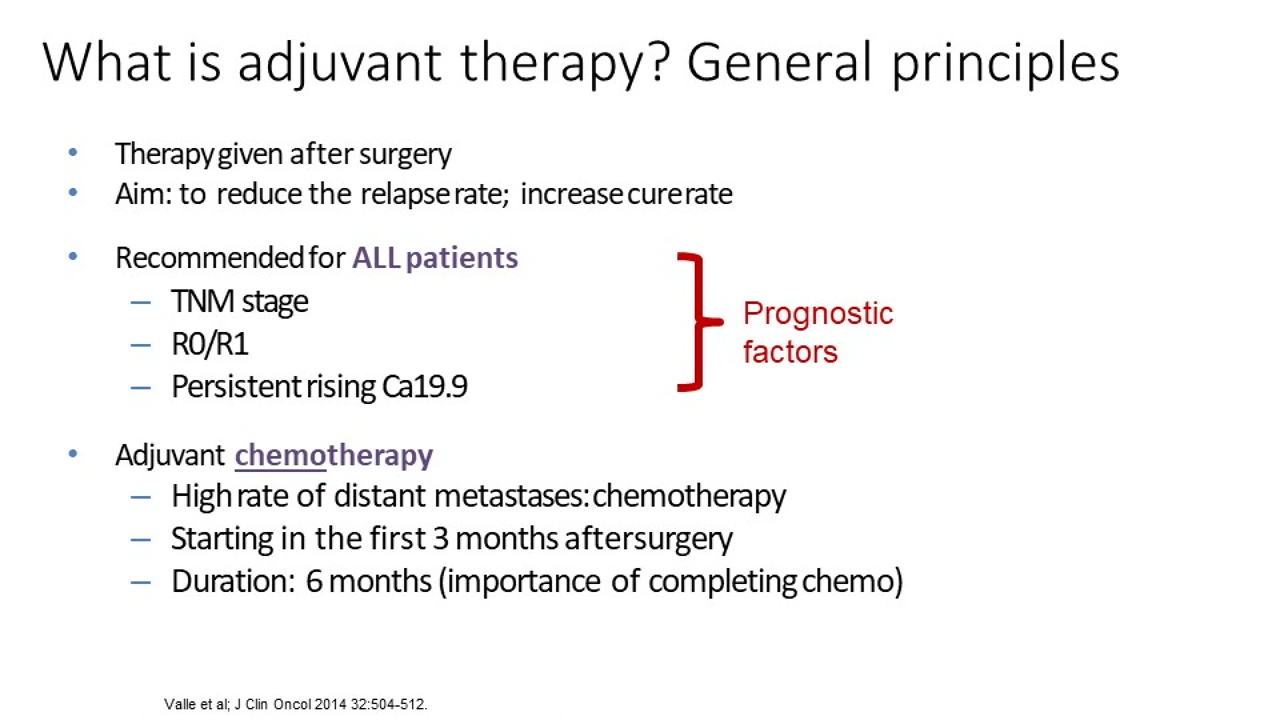 What is adjuvant therapy? General principles
• Therapy given after surgery
• Aim: to reduce the relapse rate; increase cure rate
• Recommended for ALL patients
– TNM stage
– R0/R1
– Persistent rising Ca19.9
Prognostic
factors
• Adjuvant chemotherapy
– High rate of distant metastases: chemotherapy
– Starting in the first 3 months after surgery
– Duration: 6 months (importance of completing chemo)
Valle et al; J Clin Oncol 2014 32:504-512.